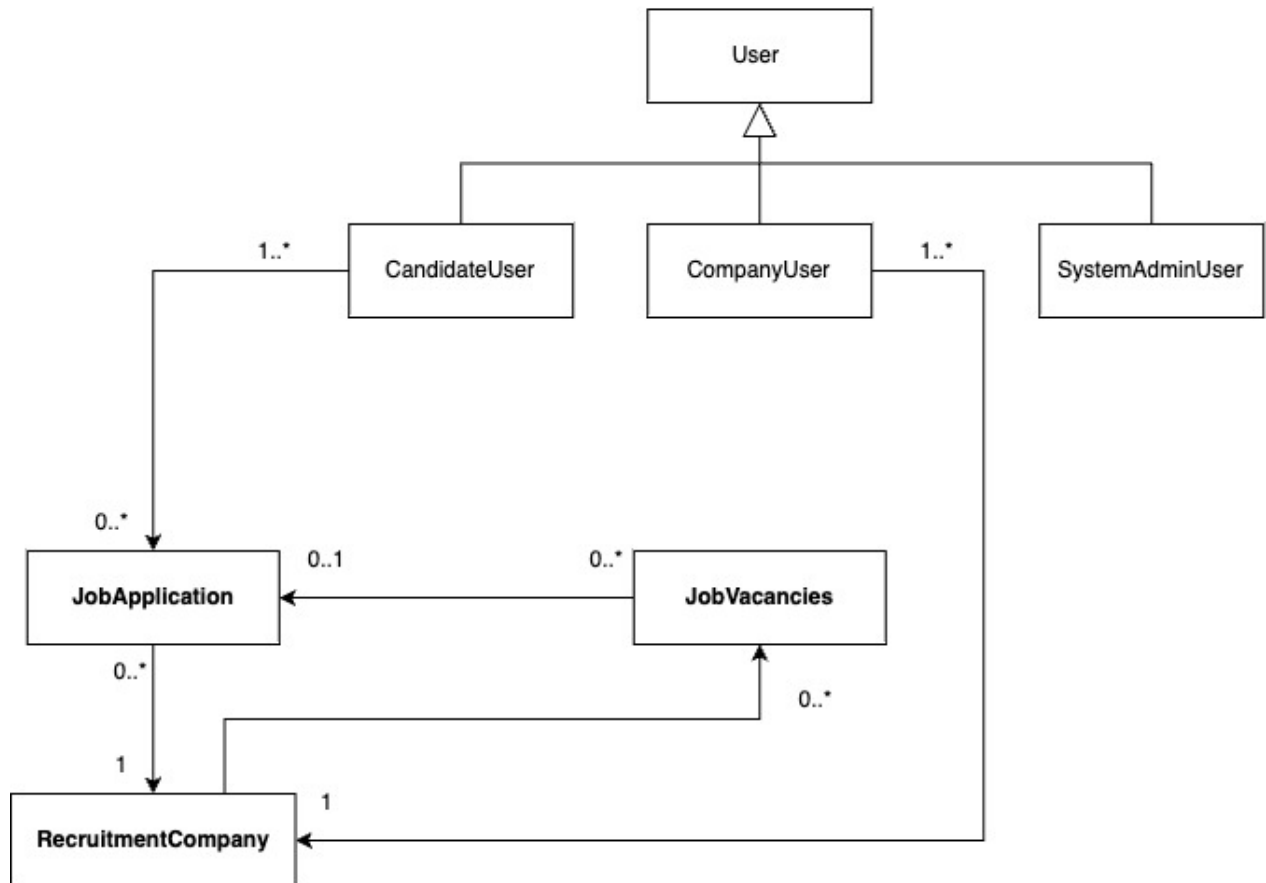 User
CandidateUser
CompanyUser
SystemAdminUser
1..*
1..*
0..*
0..1
0..*
JobApplication
JobVacancies
0..*
0..*
1
1
RecruitmentCompany